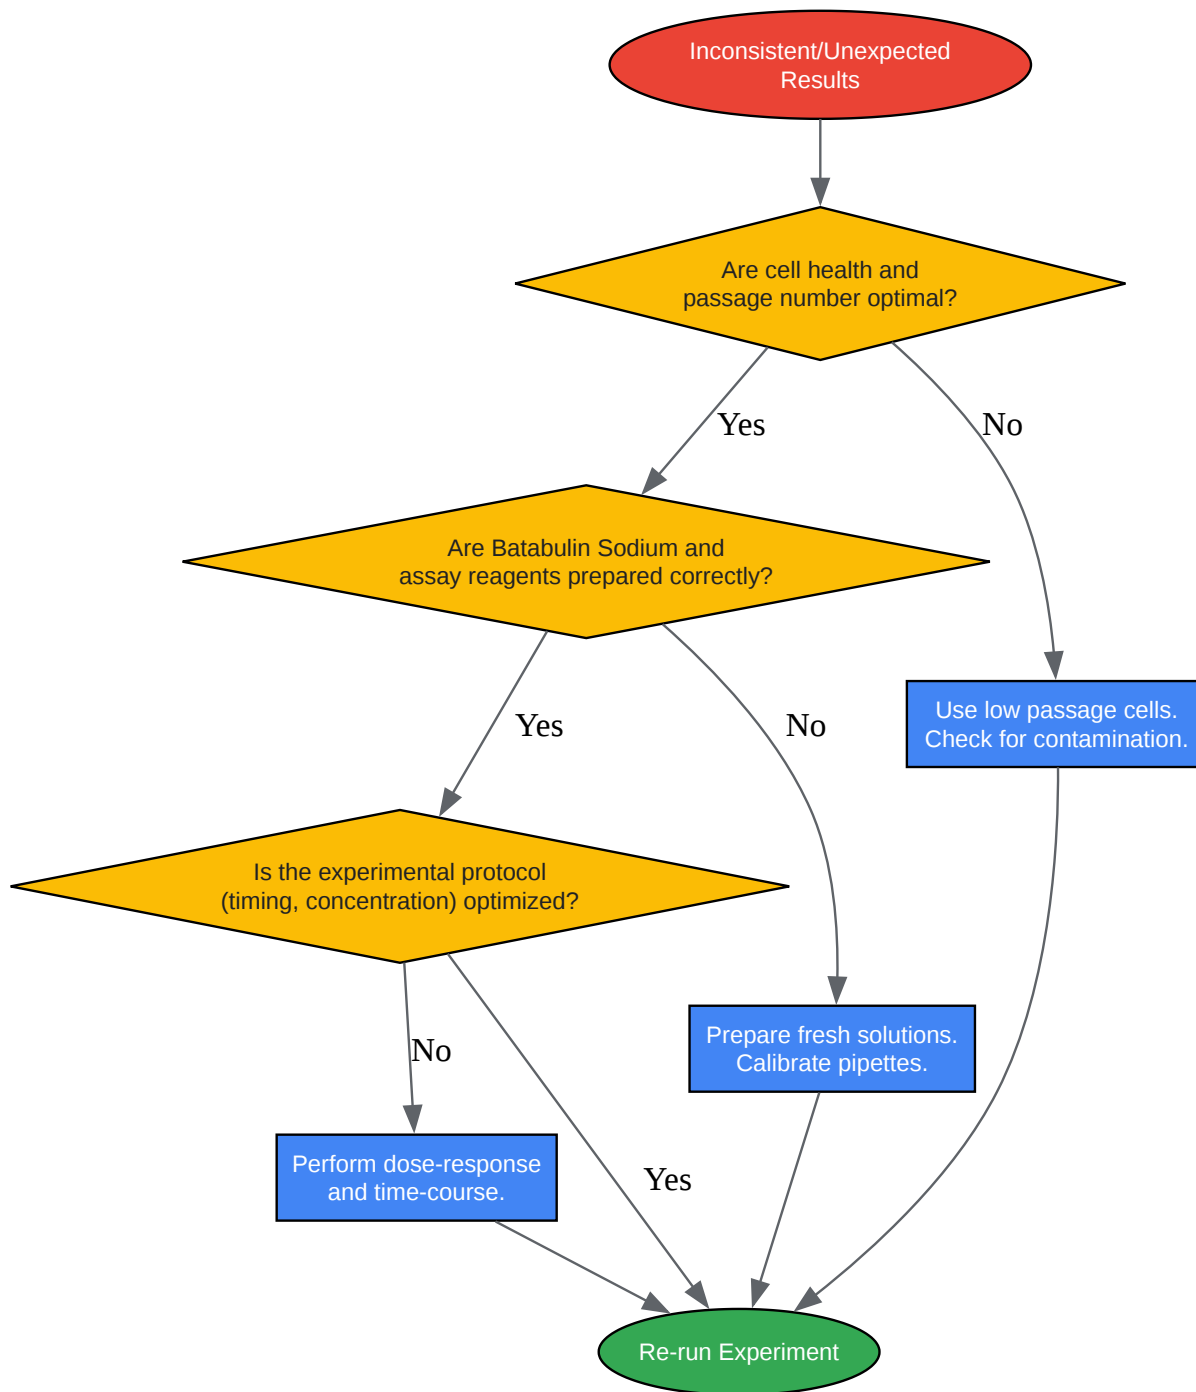 Inconsistent/Unexpected
Results
Are cell health and
passage number optimal?
Yes
No
Are Batabulin Sodium and
assay reagents prepared correctly?
Yes
No
Use low passage cells.
Check for contamination.
Is the experimental protocol
(timing, concentration) optimized?
No
Prepare fresh solutions.
Calibrate pipettes.
Perform dose-response
and time-course.
Yes
Re-run Experiment